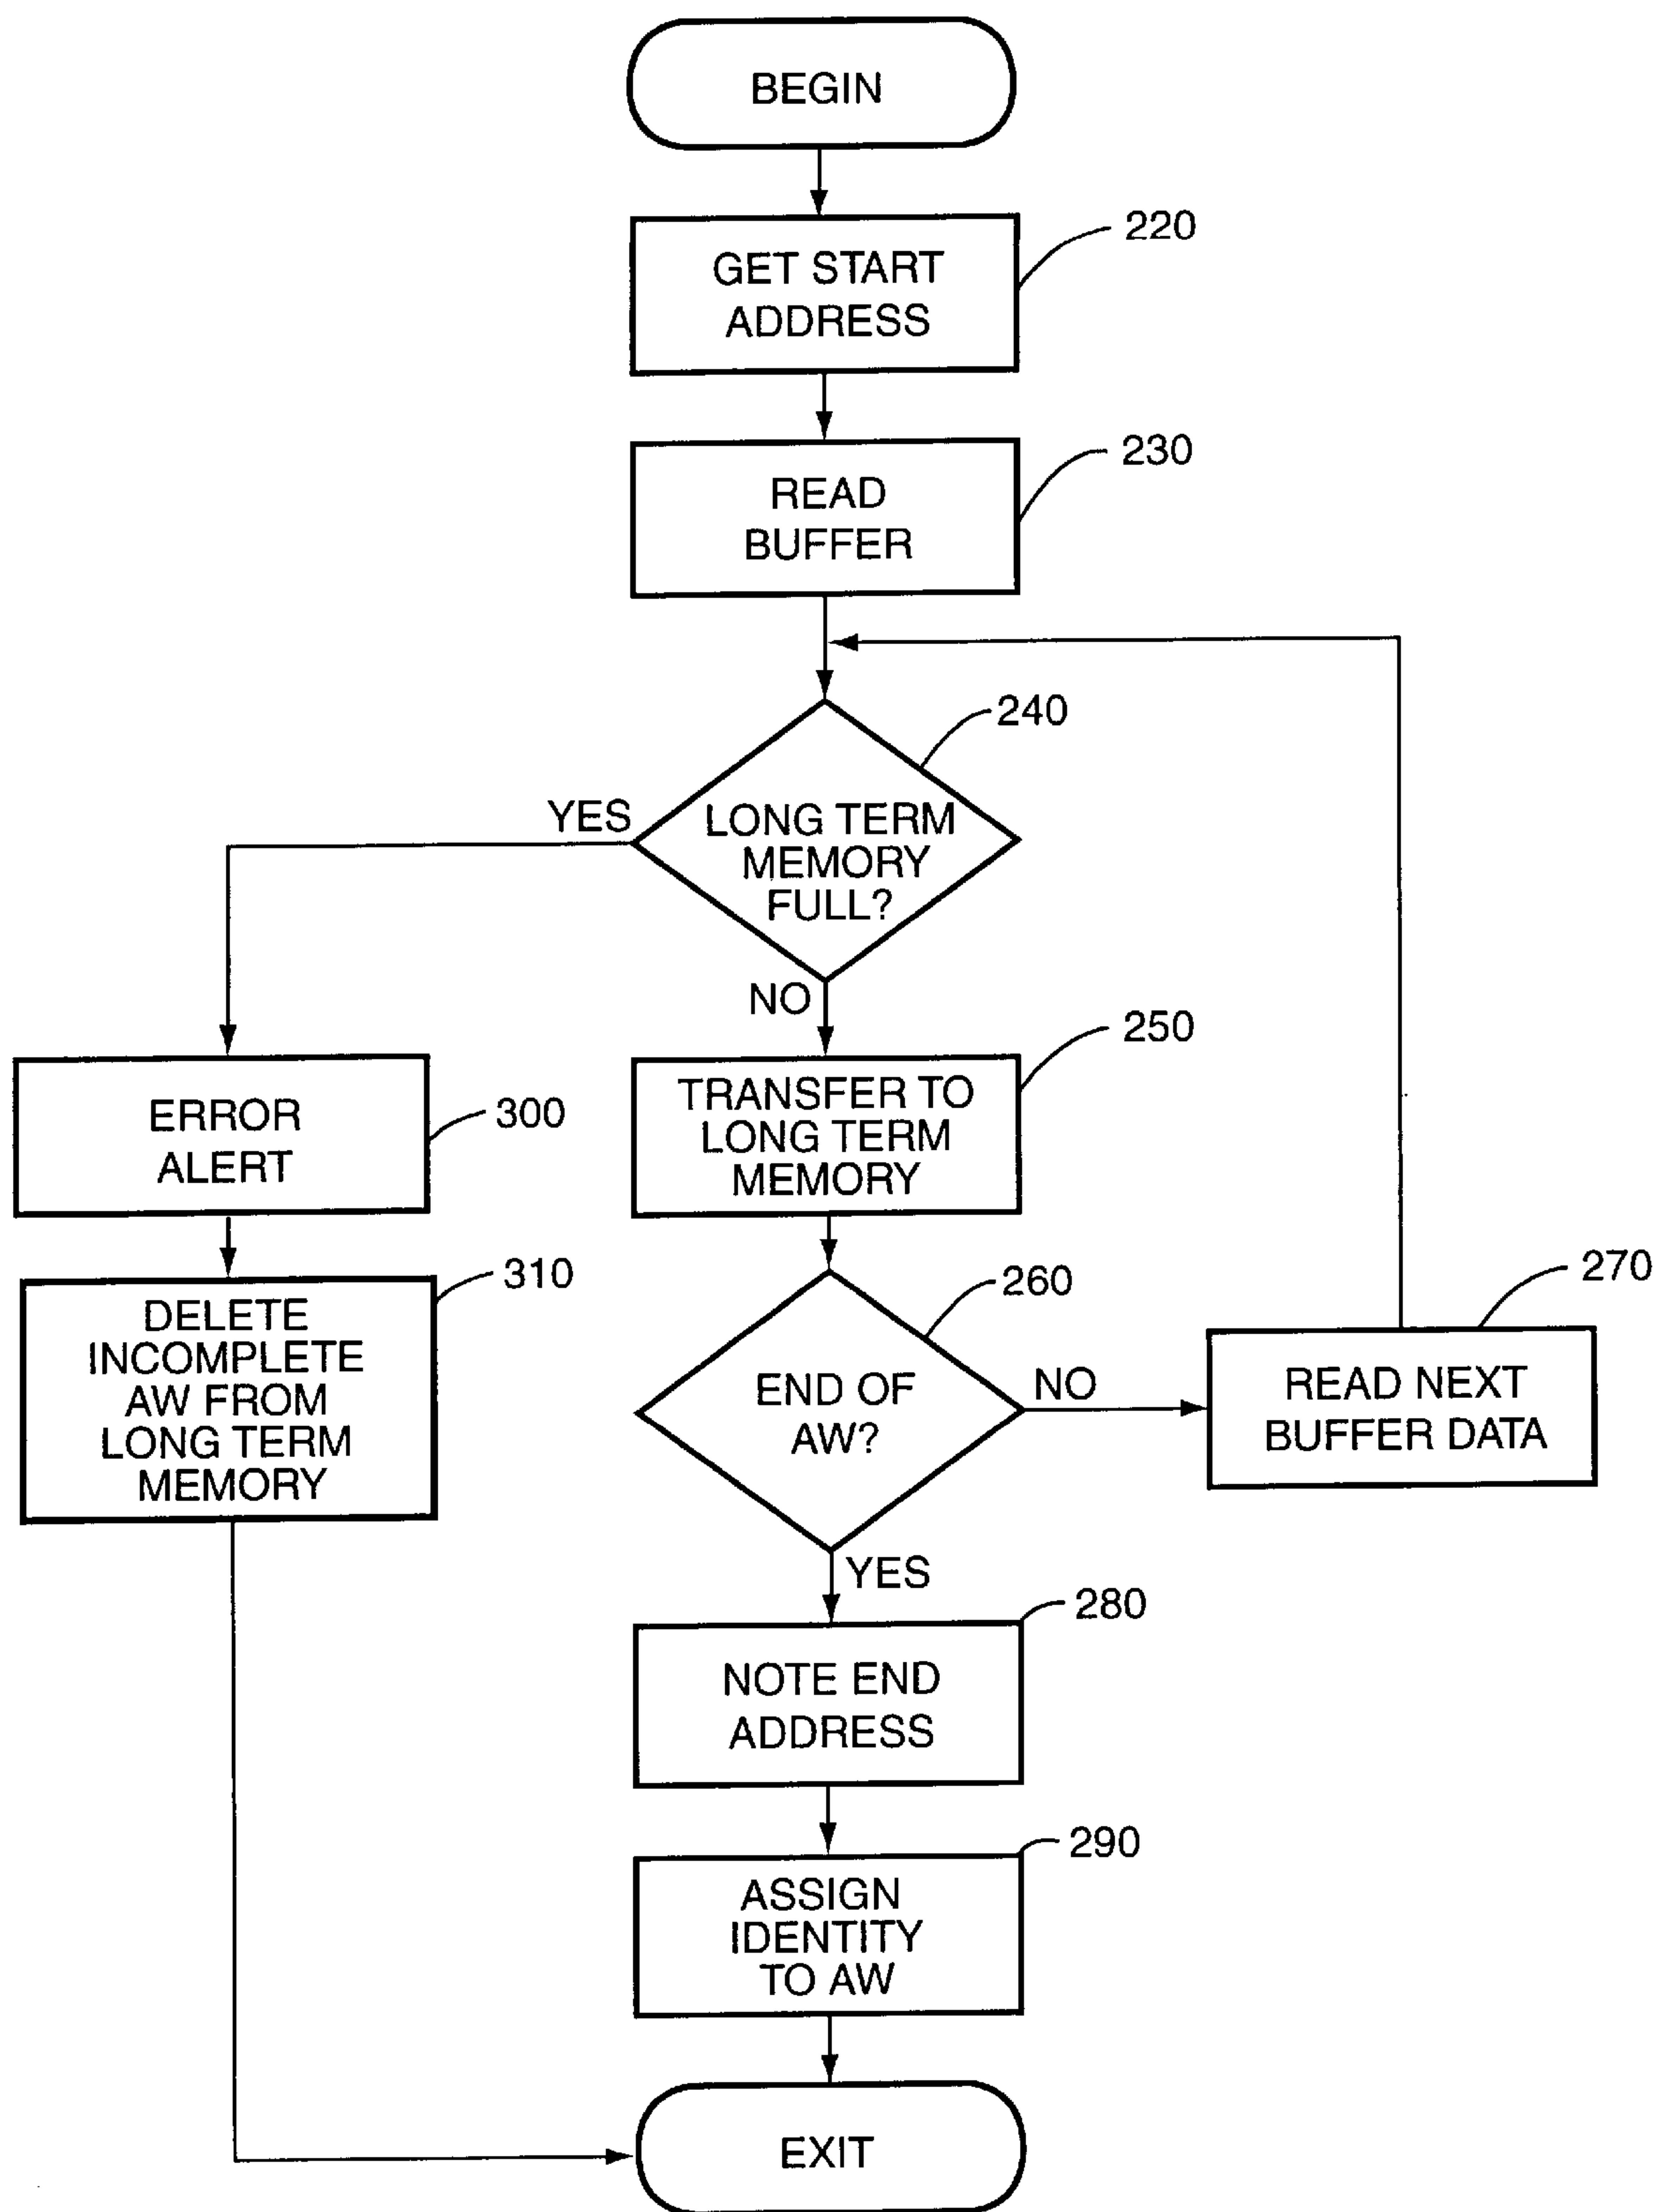 BEGIN
GET START
ADDRESS
220
READ
BUFFER
230
240
LONG TERM
MEMORY
FULL?
YES
NO
250
TRANSFER TO
LONG TERM
MEMORY
ERROR
ALERT
300
310
DELETE
INCOMPLETE
AW FROM
LONG TERM
MEMORY
260
END OF
AW?
NO
270
READ NEXT
BUFFER DATA
YES
280
NOTE END
ADDRESS
290
ASSIGN
IDENTITY
TO AW
EXIT